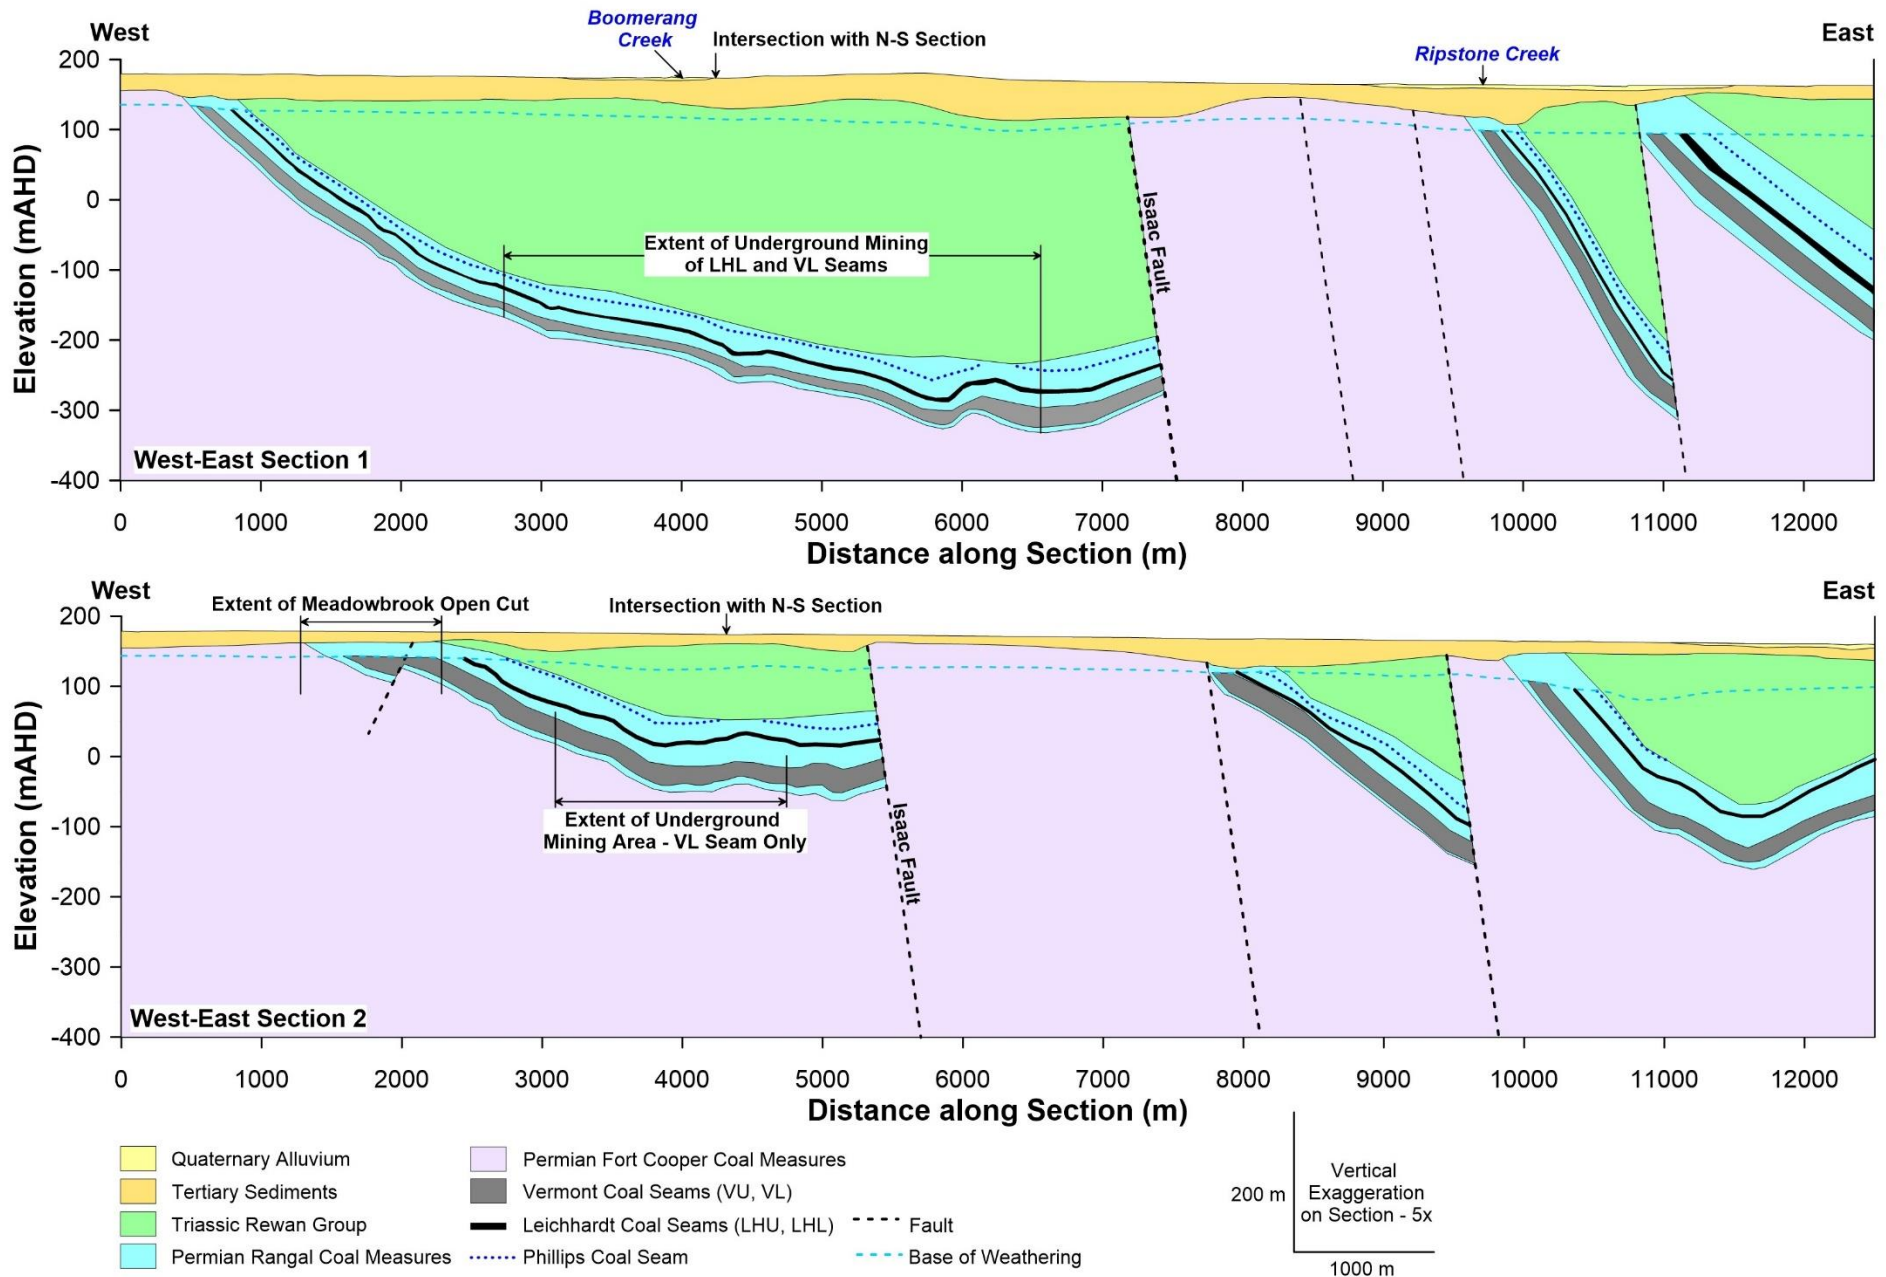 West
Boomerang
Creek
Intersection with N-S Section
Ripstone Creek
East
200
100
0
-100
-200
-300
-400
Elevation (mAHD)
Extent of Underground Mining
of LHL and VL Seams
Isaac Fault
West-East Section 1
0 1000 2000 3000 4000 5000 6000 7000 8000 9000 10000 11000 12000
Distance along Section (m)
West
Extent of Meadowbrook Open Cut
Intersection with N-S Section
East
200
100
0
-100
-200
-300
-400
Elevation (mAHD)
Extent of Underground
Mining Area - VL Seam Only
Isaac Fault
West-East Section 2
0 1000 2000 3000 4000 5000 6000 7000 8000 9000 10000 11000 12000
Distance along Section (m)
Quaternary Alluvium
Tertiary Sediments
Triassic Rewan Group
Permian Rangal Coal Measures
Permian Fort Cooper Coal Measures
Vermont Coal Seams (VU, VL)
Leichhardt Coal Seams (LHU, LHL)
Phillips Coal Seam
Fault
Base of Weathering
200 m
Vertical
Exaggeration
on Section - 5x
1000 m